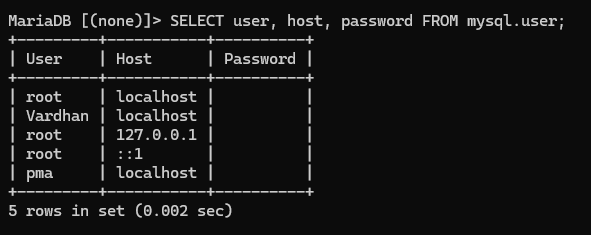 MariaDB [(none)]> SELECT user, host, password FROM mysql.user;
+---------+-----------+----------+
| User    | Host      | Password |
+---------+-----------+----------+
| root    | localhost |          |
| Vardhan | localhost |          |
| root    | 127.0.0.1 |          |
| root    | ::1       |          |
| pma     | localhost |          |
+---------+-----------+----------+
5 rows in set (0.002 sec)